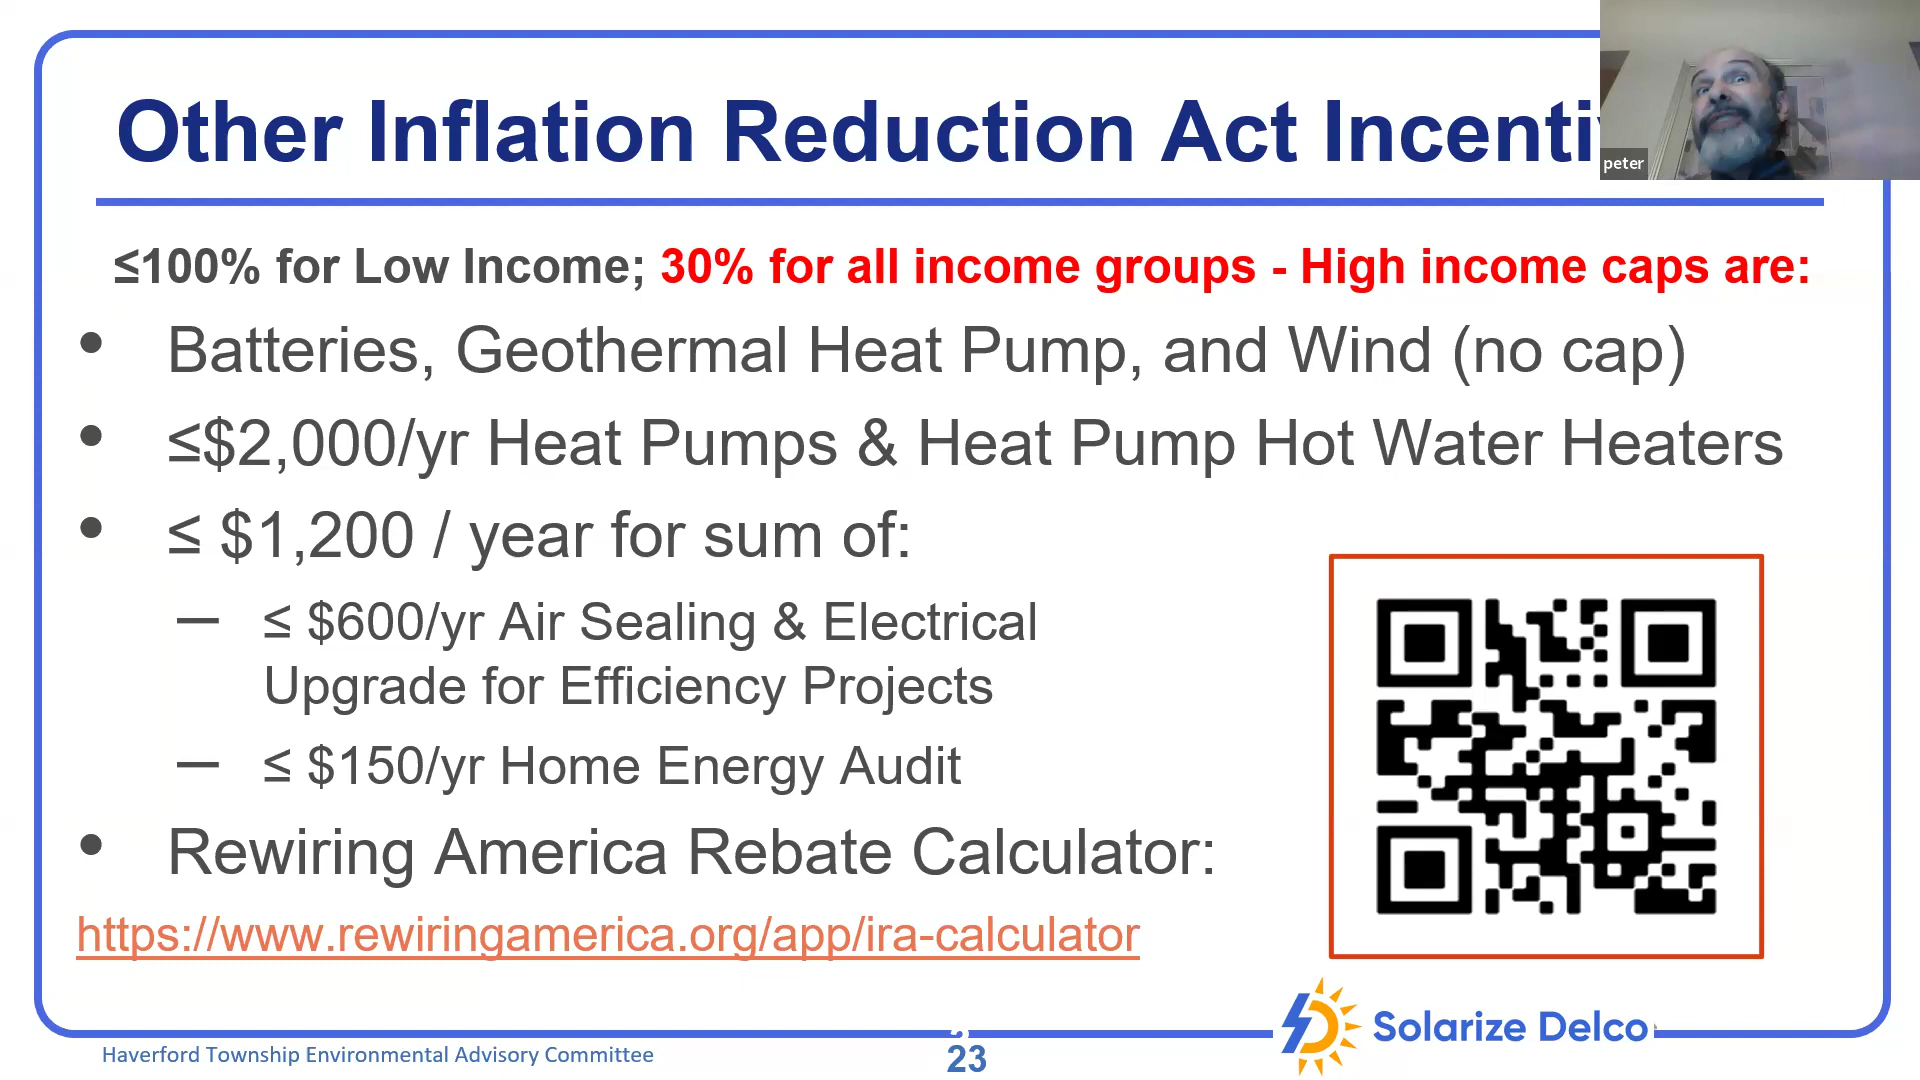 Other Inflation Reduction Act Incenti
peter
≤100% for Low Income; 30% for all income groups - High income caps are:
• Batteries, Geothermal Heat Pump, and Wind (no cap)
• ≤$2,000/yr Heat Pumps & Heat Pump Hot Water Heaters
• ≤ $1,200 / year for sum of:
— ≤ $600/yr Air Sealing & Electrical
Upgrade for Efficiency Projects
— ≤ $150/yr Home Energy Audit
• Rewiring America Rebate Calculator:
https://www.rewiringamerica.org/app/ira-calculator
Solarize Delco
Haverford Township Environmental Advisory Committee
23